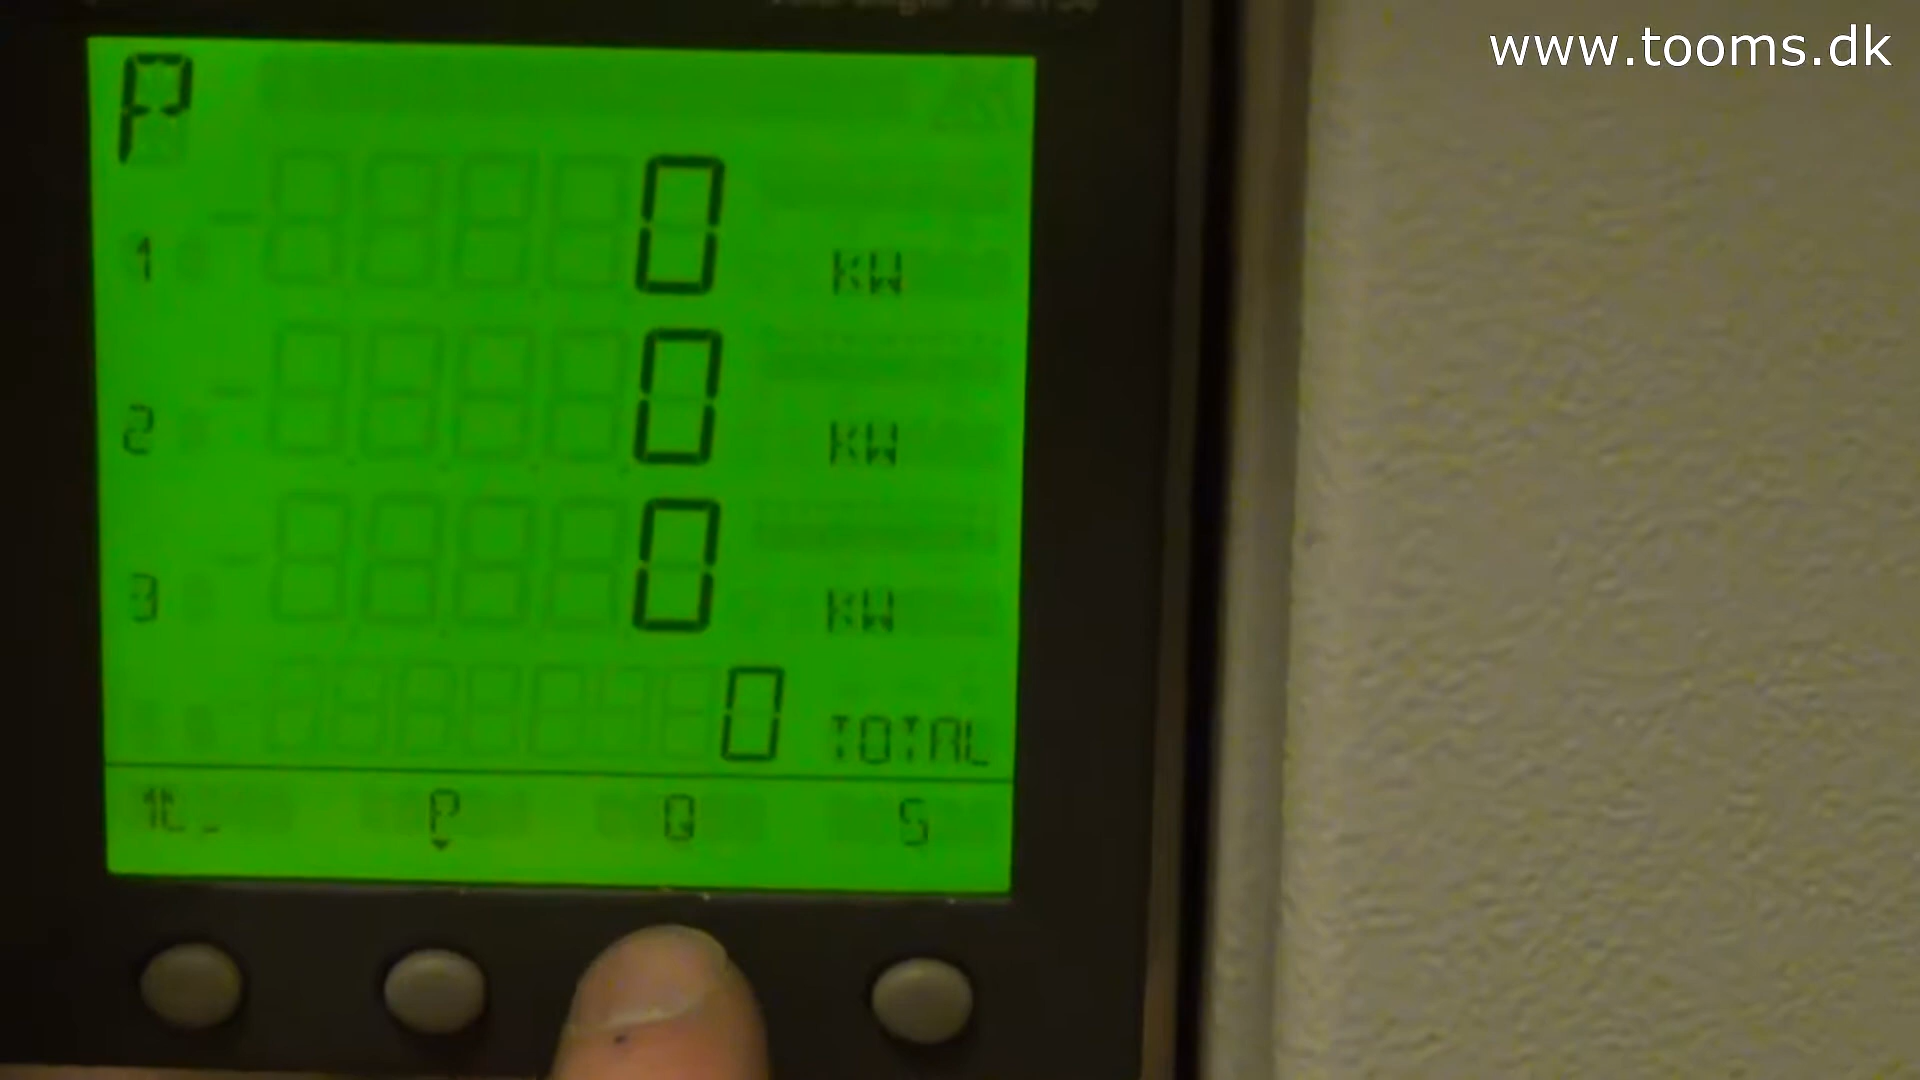 www.tooms.dk
P
1 0 KW
2 0 KW
3 0 KW
0 TOTAL
P Q S